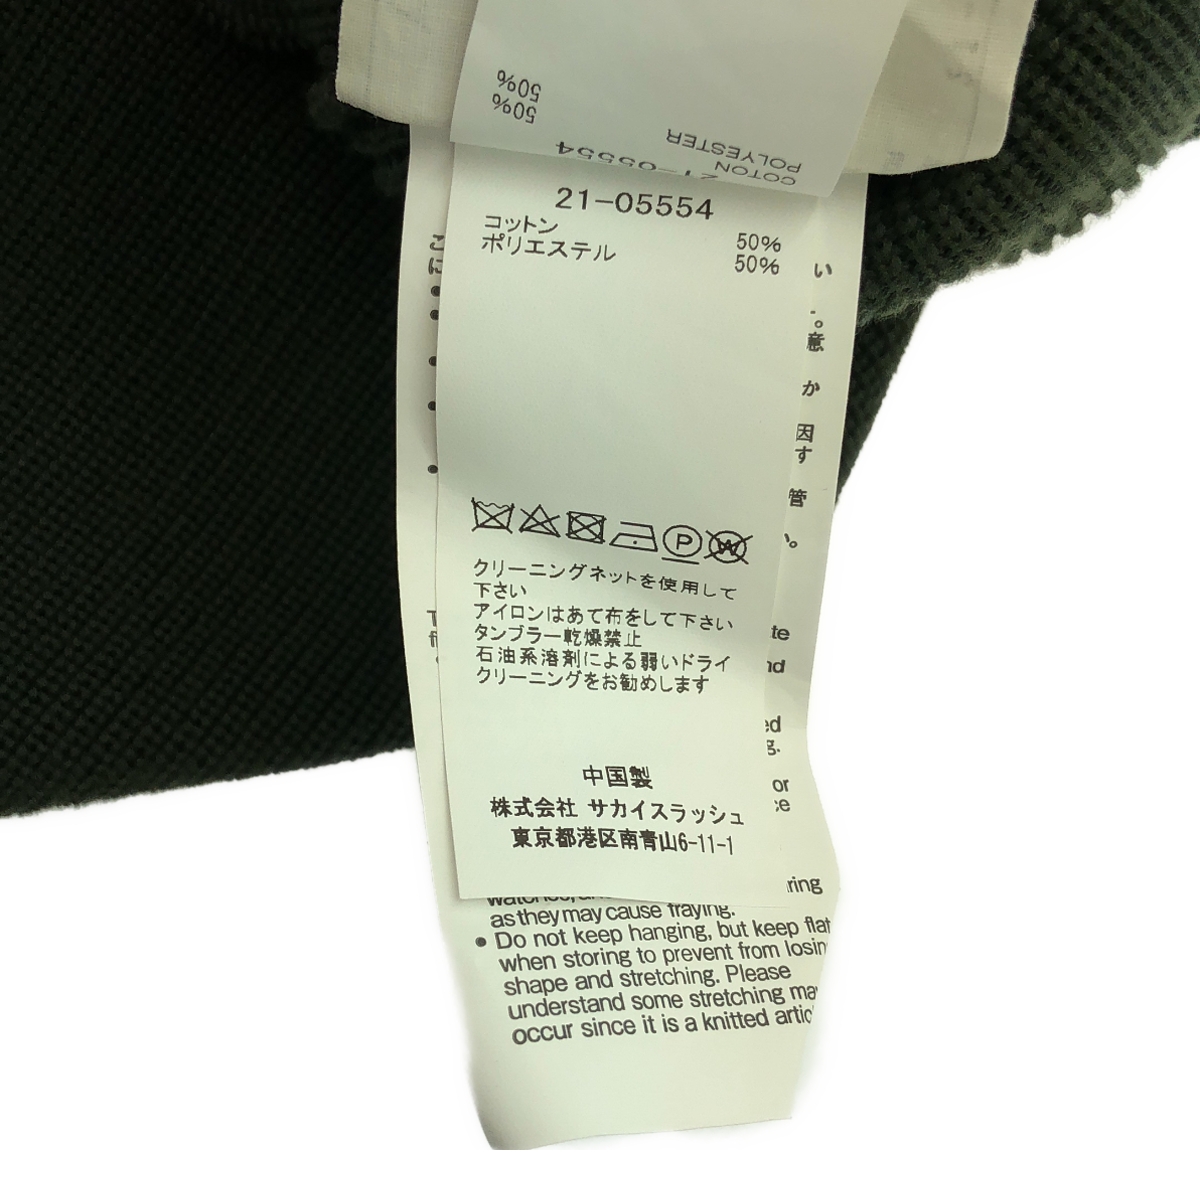 50%
50%
POLYESTER
COTTON
21-05554
21-05554
コットン 50%
ポリエステル 50%
P
W
クリーニングネットを使用して
下さい
アイロンはあて布をして下さい
タンブラー乾燥禁止
石油系溶剤による弱いドライ
クリーニングをお勧めします
中国製
株式会社 サカイスラッシュ
東京都港区南青山6-11-1
as they may cause fraying.
• Do not keep hanging, but keep flat
when storing to prevent from
shape and stretching. Please
understand some stretching
occur since it is a knitted